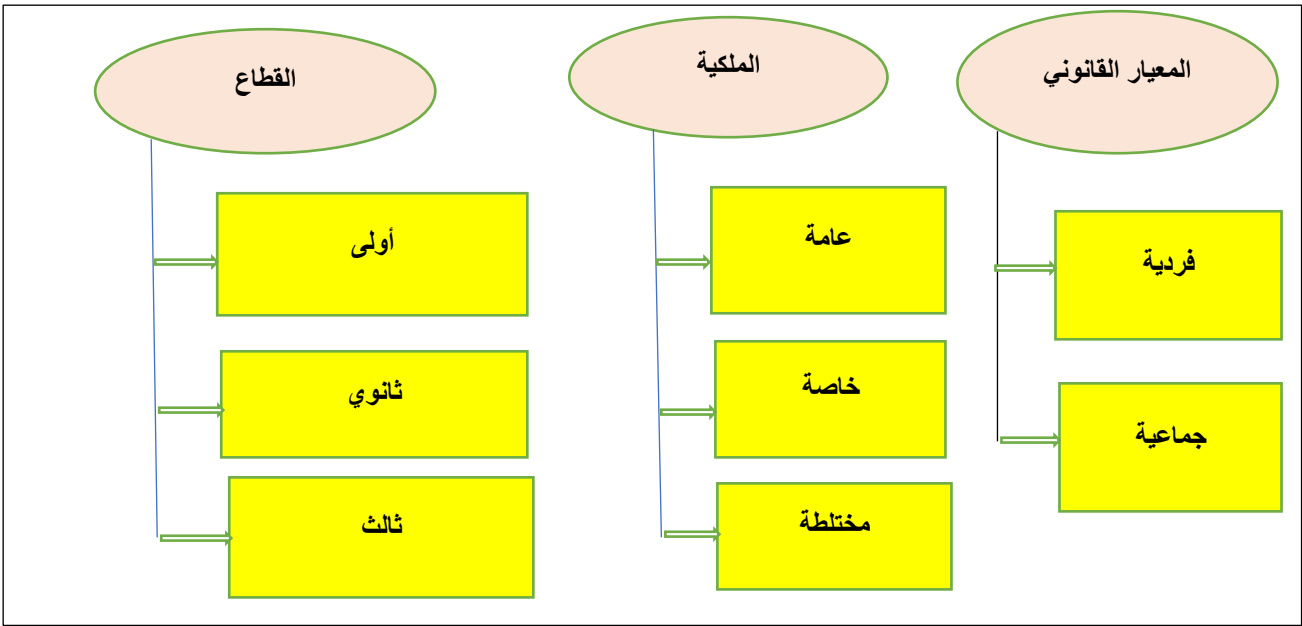 المعيار القانوني
فردية
جماعية
الملكية
عامة
خاصة
مختلطة
القطاع
أولى
ثانوي
ثالث